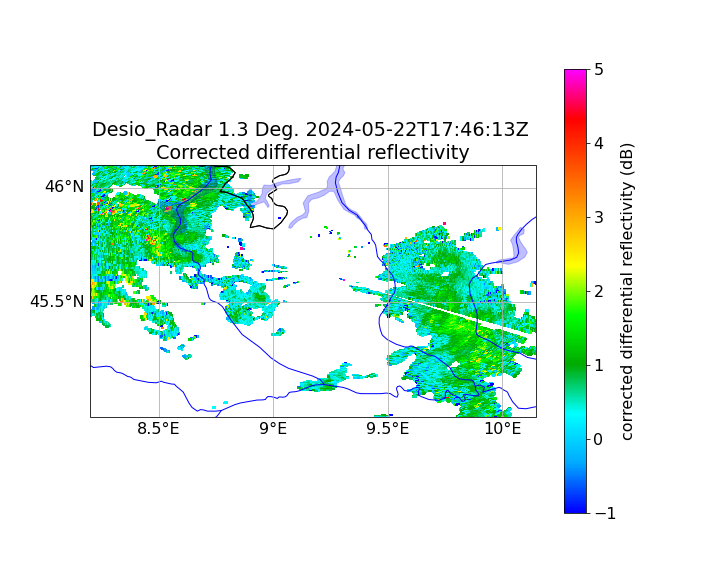 Desio_Radar 1.3 Deg. 2024-05-22T17:46:13Z
Corrected differential reflectivity
46°N
45.5°N
8.5°E
9°E
9.5°E
10°E
5
4
3
2
1
0
−1
corrected differential reflectivity (dB)